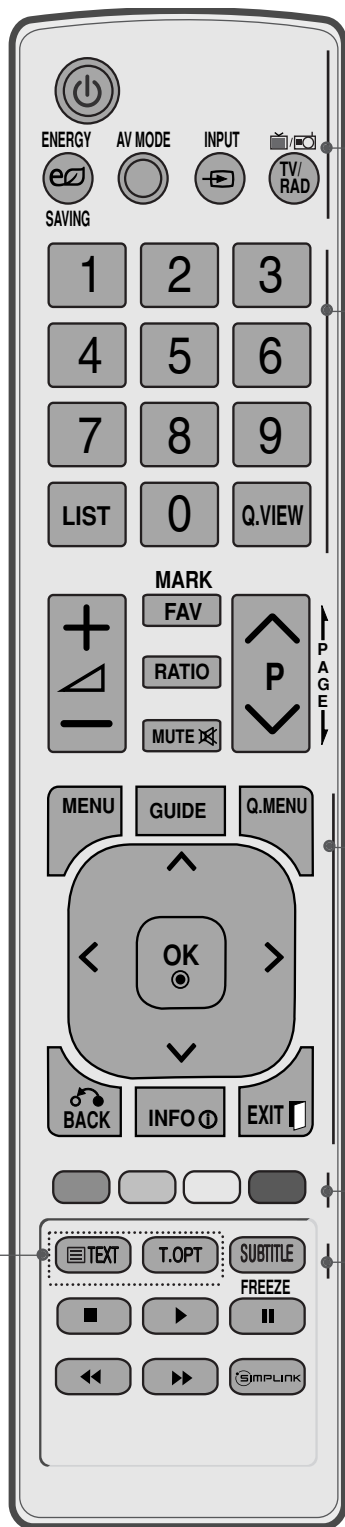 ENERGY AV MODE INPUT
TV/
RAD
SAVING
1 2 3
4 5 6
7 8 9
LIST 0 Q.VIEW
MARK
FAV
RATIO P
MUTE
PAGE
MENU GUIDE Q.MENU
OK
BACK INFO EXIT
TEXT T.OPT SUBTITLE
FREEZE
SIMPLINK